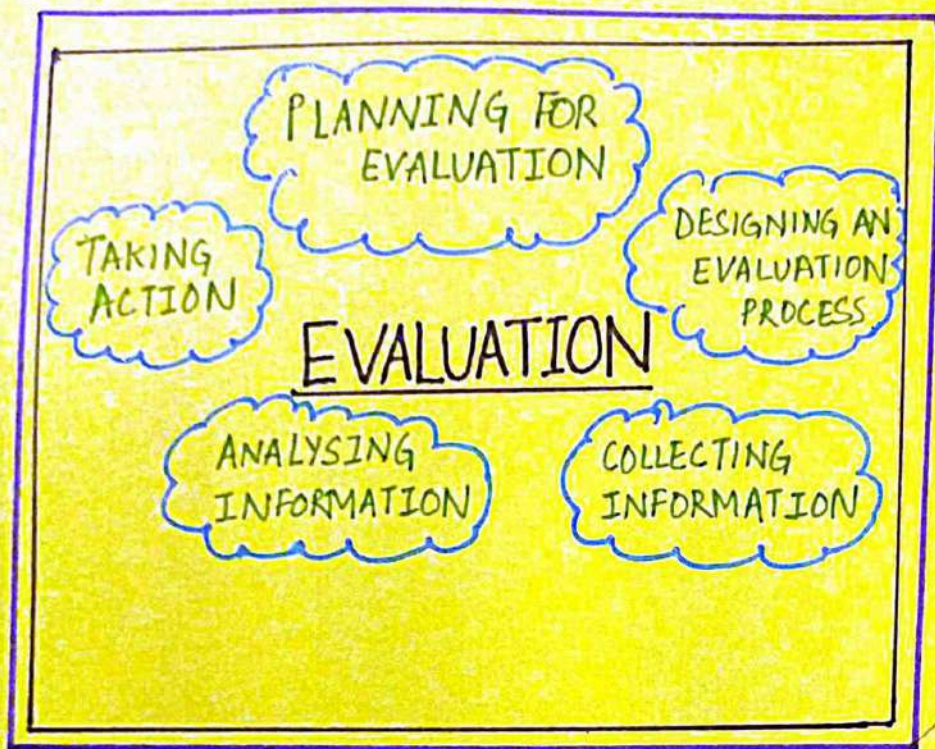 PLANNING FOR
EVALUATION
TAKING
ACTION
DESIGNING AN
EVALUATION
PROCESS
EVALUATION
ANALYSING
INFORMATION
COLLECTING
INFORMATION